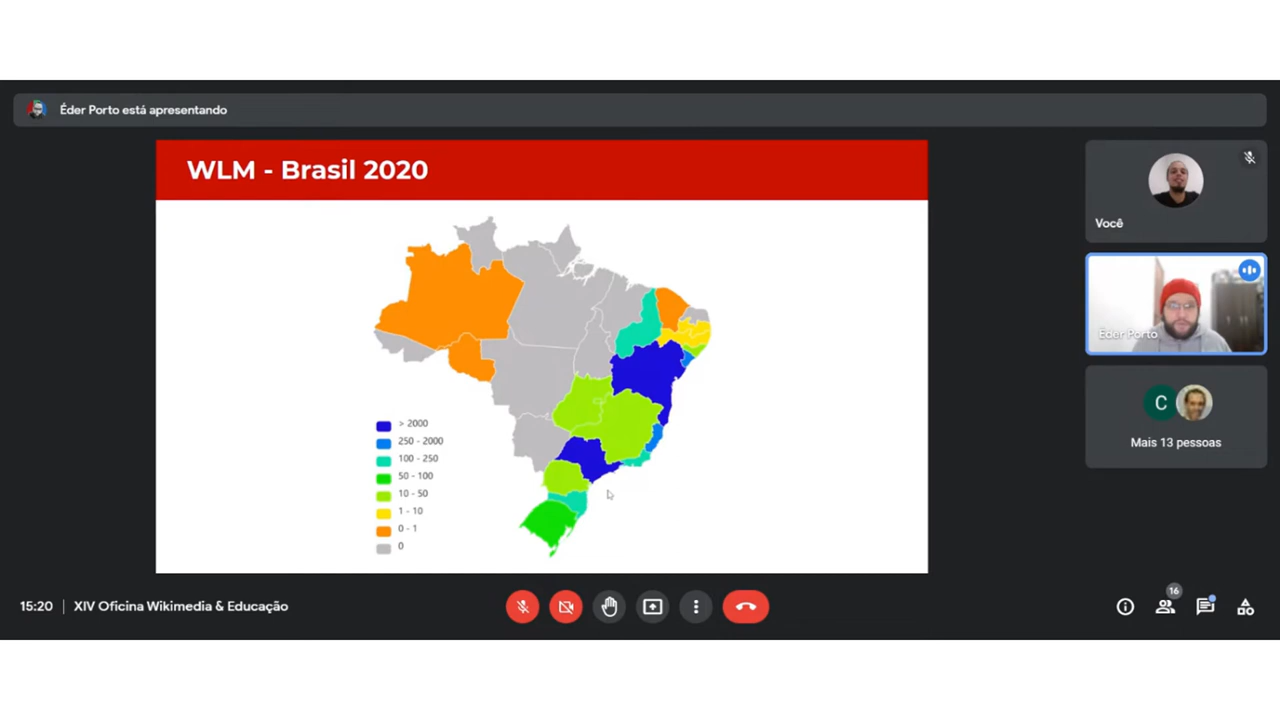 Éder Porto está apresentando
WLM - Brasil 2020
> 2000
250 - 2000
100 - 250
50 - 100
10 - 50
1 - 10
0 - 1
0
Você
Éder Porto
C
Mais 13 pessoas
15:20 | XIV Oficina Wikimedia & Educação
16